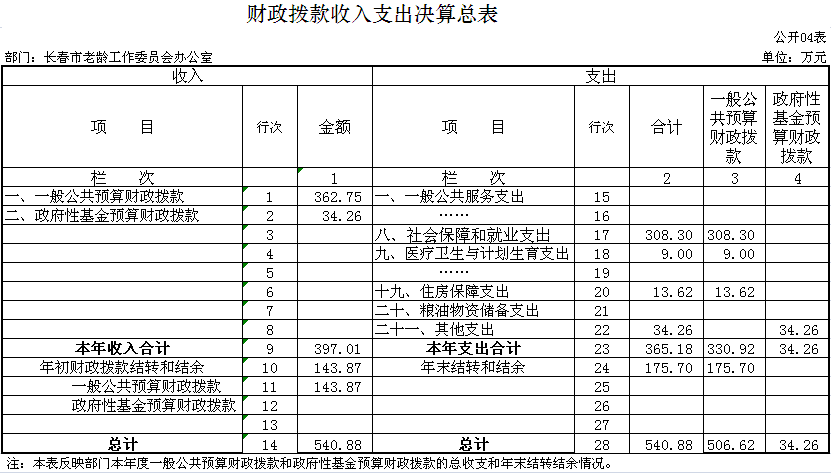 财政拨款收入支出决算总表
公开04表
部门：长春市老龄工作委员会办公室 单位：万元
收入 支出
项 目 行次 金额 项 目 行次 合计 一般公共预算财政拨款 政府性基金预算财政拨款
栏 次 1 栏 次 2 3 4
一、一般公共预算财政拨款 1 362.75 一、一般公共服务支出 15
二、政府性基金预算财政拨款 2 34.26 …… 16
3 八、社会保障和就业支出 17 308.30 308.30
4 九、医疗卫生与计划生育支出 18 9.00 9.00
5 …… 19
6 十九、住房保障支出 20 13.62 13.62
7 二十、粮油物资储备支出 21
8 二十一、其他支出 22 34.26 34.26
本年收入合计 9 397.01 本年支出合计 23 365.18 330.92 34.26
年初财政拨款结转和结余 10 143.87 年末结转和结余 24 175.70 175.70
一般公共预算财政拨款 11 143.87 25
政府性基金预算财政拨款 12 26
13 27
总计 14 540.88 总计 28 540.88 506.62 34.26
注：本表反映部门本年度一般公共预算财政拨款和政府性基金预算财政拨款的总收支和年末结转结余情况。